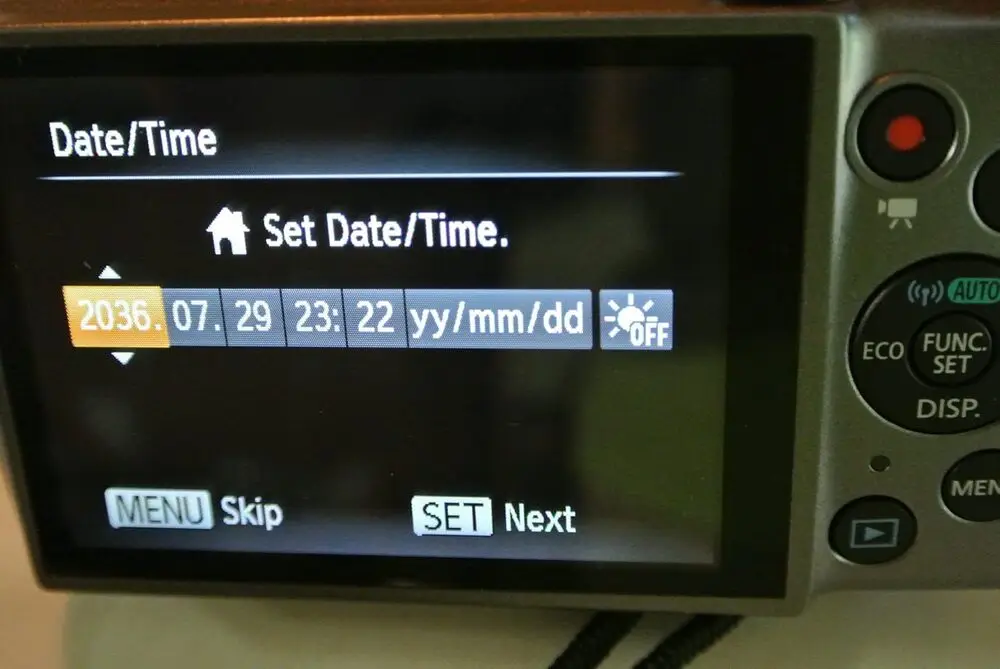 Date/Time
Set Date/Time.
2036. 07. 29 23: 22 yy/mm/dd OFF
MENU Skip
SET Next
AUTO
ECO
FUNC.
SET
DISP.